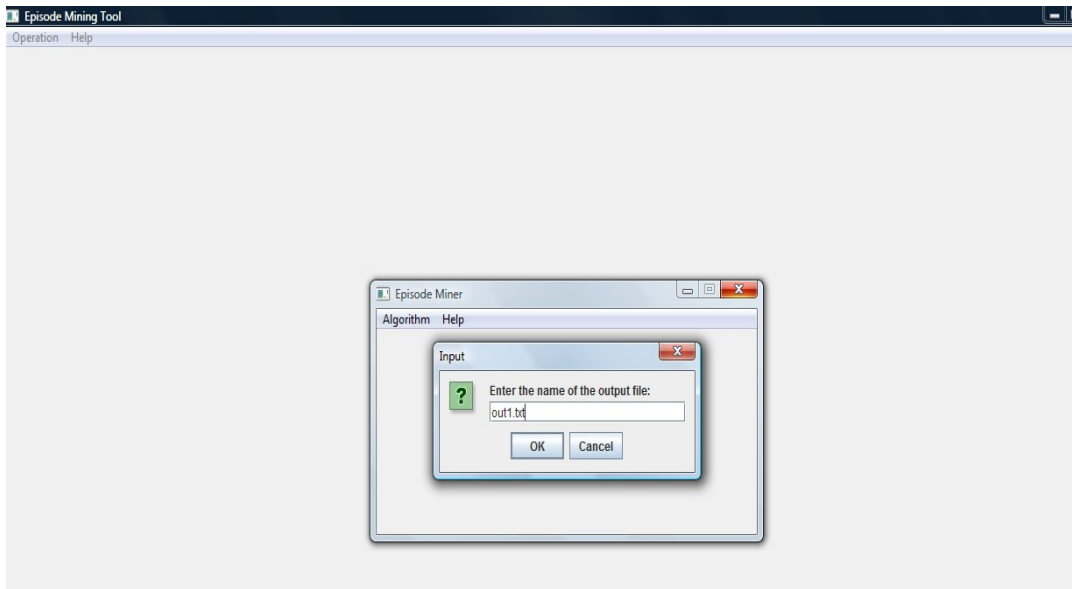 Episode Mining Tool
Operation Help
Episode Miner
Algorithm Help
Input
?
Enter the name of the output file:
out1.txt
OK Cancel